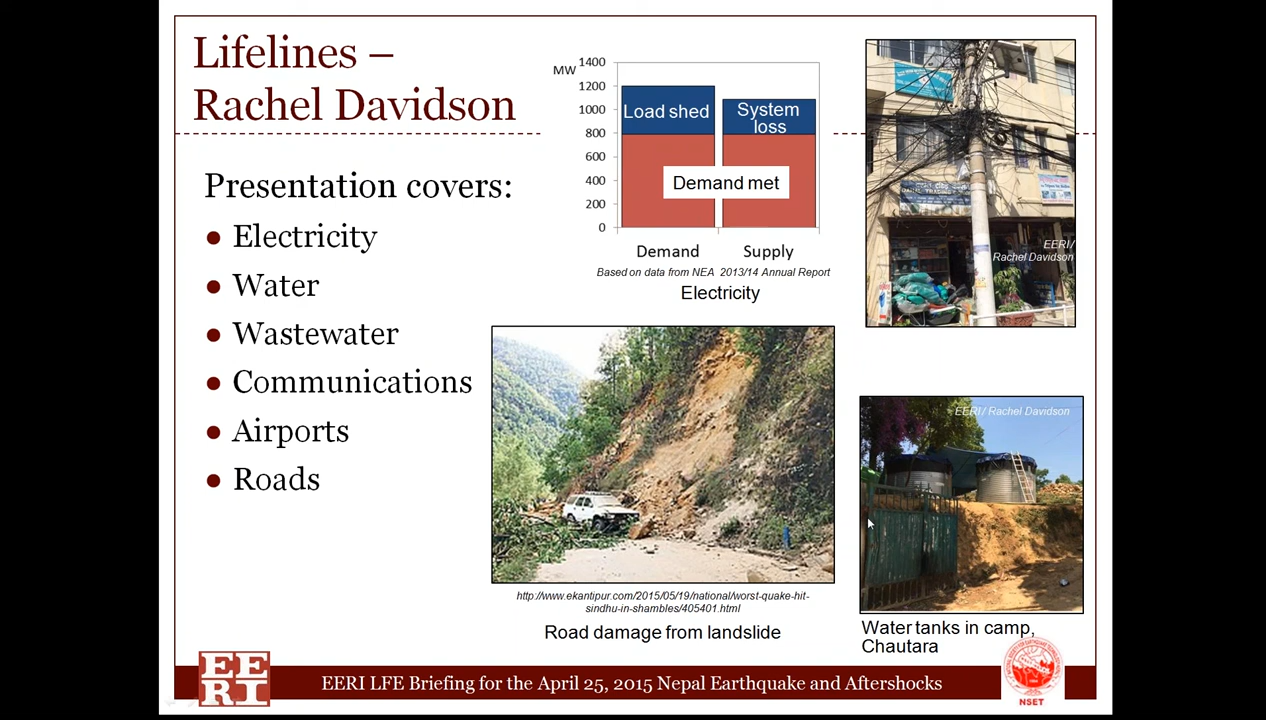 Lifelines –
Rachel Davidson
Presentation covers:
● Electricity
● Water
● Wastewater
● Communications
● Airports
● Roads
MW
1400
1200
1000
800
600
400
200
0
Load shed
System
loss
Demand met
Demand
Supply
Based on data from NEA 2013/14 Annual Report
Electricity
EERI/
Rachel Davidson
http://www.ekantipur.com/2015/05/19/national/worst-quake-hit-
sindhu-in-shambles/405401.html
Road damage from landslide
EERI/ Rachel Davidson
Water tanks in camp,
Chautara
EE
RI
EERI LFE Briefing for the April 25, 2015 Nepal Earthquake and Aftershocks
NSET